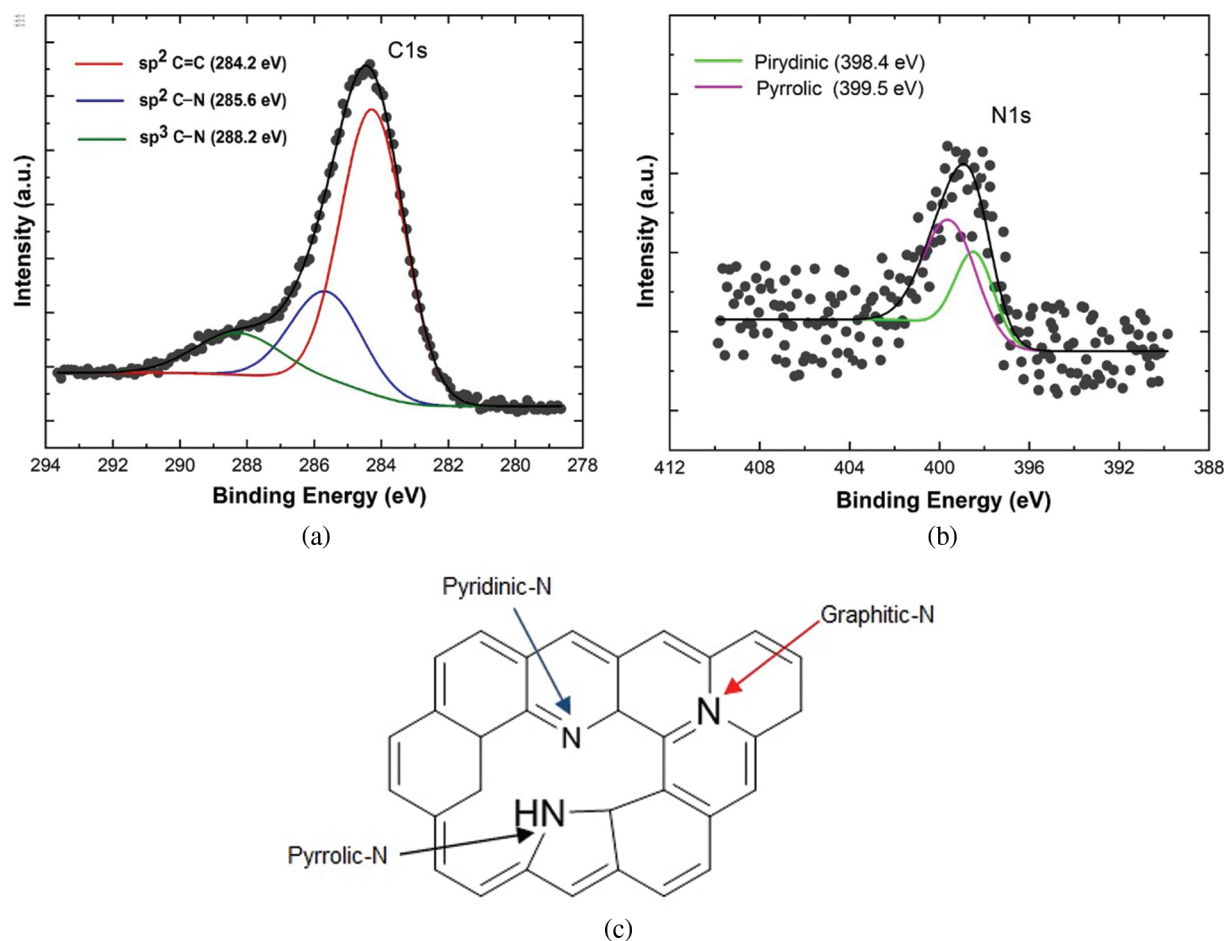 C1s
sp² C=C (284.2 eV)
sp² C–N (285.6 eV)
sp³ C–N (288.2 eV)
Intensity (a.u.)
294 292 290 288 286 284 282 280 278
Binding Energy (eV)
(a)
Pirydinic (398.4 eV)
Pyrrolic (399.5 eV)
N1s
Intensity (a.u.)
412 408 404 400 396 392 388
Binding Energy (eV)
(b)
Pyridinic-N
Graphitic-N
N
N
HN
Pyrrolic-N
(c)